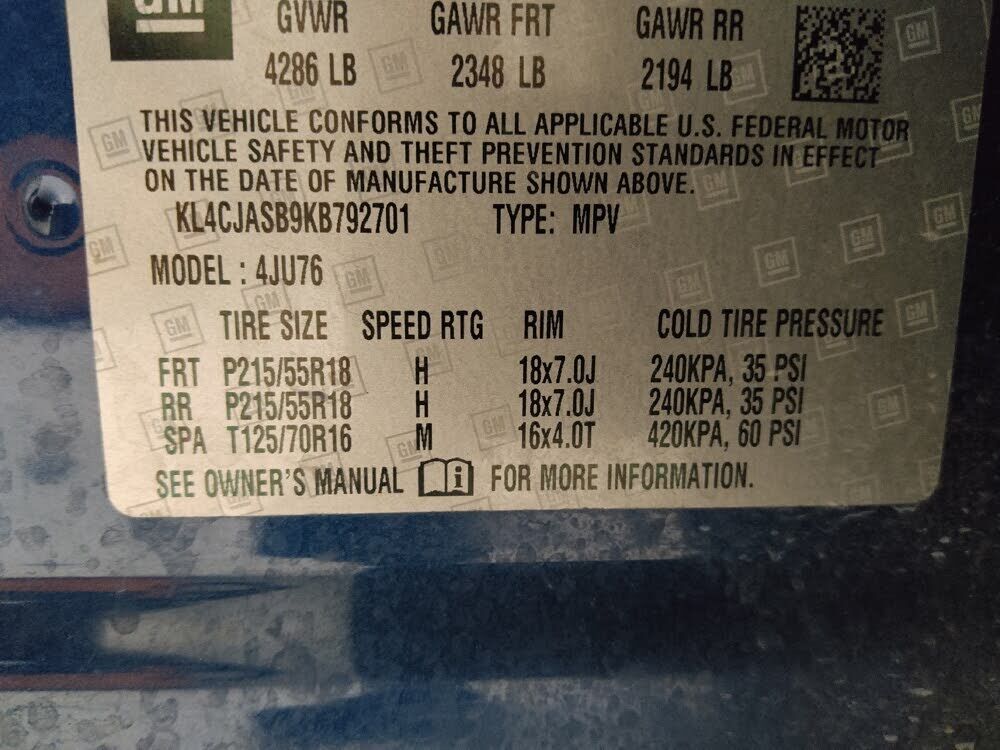 GM
GVWR GAWR FRT GAWR RR
4286 LB 2348 LB 2194 LB
THIS VEHICLE CONFORMS TO ALL APPLICABLE U.S. FEDERAL MOTOR
VEHICLE SAFETY AND THEFT PREVENTION STANDARDS IN EFFECT
ON THE DATE OF MANUFACTURE SHOWN ABOVE.
KL4CJASB9KB792701 TYPE: MPV
MODEL : 4JU76
TIRE SIZE SPEED RTG RIM COLD TIRE PRESSURE
FRT P215/55R18 H 18x7.0J 240KPA, 35 PSI
RR P215/55R18 H 18x7.0J 240KPA, 35 PSI
SPA T125/70R16 M 16x4.0T 420KPA, 60 PSI
SEE OWNER'S MANUAL i FOR MORE INFORMATION.